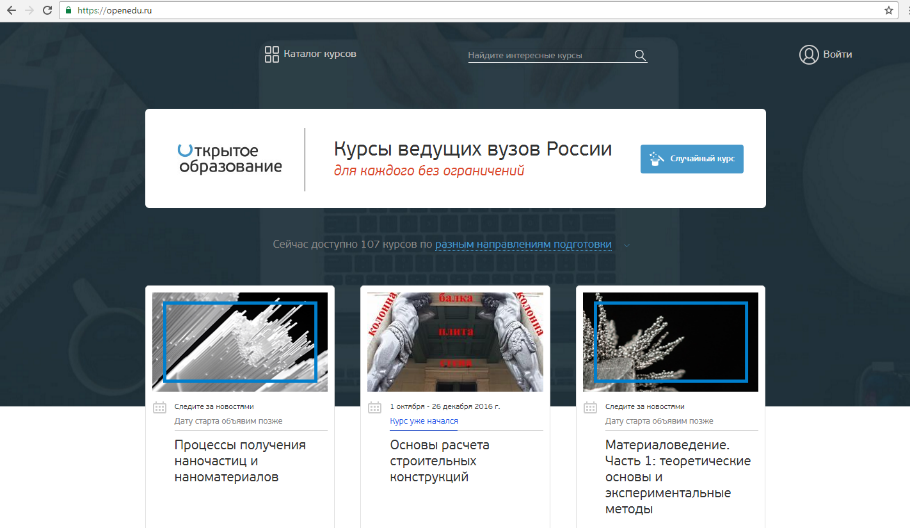 https://openedu.ru
Каталог курсов
Найдите интересные курсы
Войти
Открытое
образование
Курсы ведущих вузов России
для каждого без ограничений
Случайный курс
Сейчас доступно 107 курсов по разным направлениям подготовки
колонна
балка
колонна
плита
Следите за новостями
Дату старта объявим позже
Процессы получения
наночастиц и
наноматериалов
1 октября - 26 декабря 2016 г.
Курс уже начался
Основы расчета
строительных
конструкций
Следите за новостями
Дату старта объявим позже
Материаловедение.
Часть 1: теоретические
основы и
экспериментальные
методы